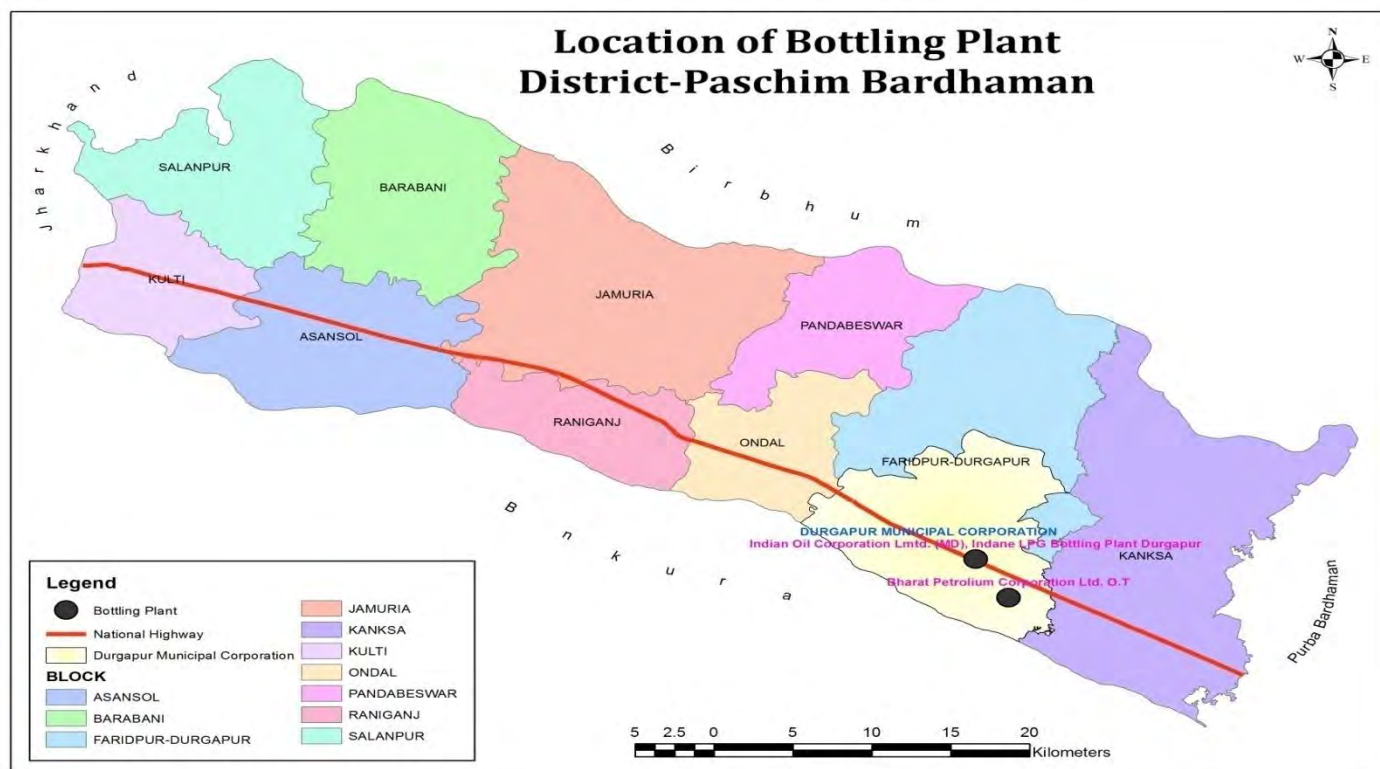 Location of Bottling Plant
District-Paschim Bardhaman
N
W E
S
Jharkhand
Birbhum
SALANPUR
BARABANI
KULTI
JAMURIA
ASANSOL
PANDABESWAR
RANIGANJ
ONDAL
FARIDPUR-DURGAPUR
DURGAPUR MUNICIPAL CORPORATION
Indian Oil Corporation Lmtd. (MD), Indane LPG Bottling Plant Durgapur
KANKSA
Bharat Petrolium Corporation Ltd. O.T
Bnkura
Purba Bardhaman
Legend
Bottling Plant
National Highway
Durgapur Municipal Corporation
BLOCK
ASANSOL
BARABANI
FARIDPUR-DURGAPUR
JAMURIA
KANKSA
KULTI
ONDAL
PANDABESWAR
RANIGANJ
SALANPUR
5 2.5 0 5 10 15 20
Kilometers